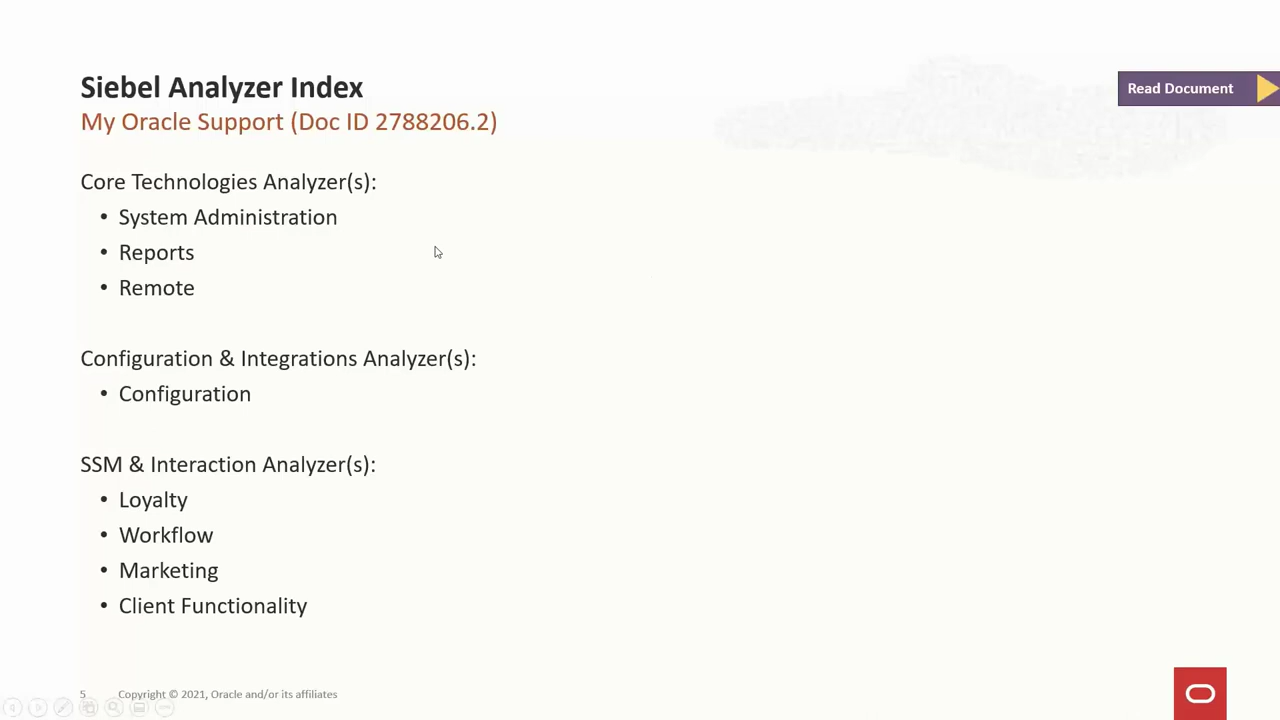 Siebel Analyzer Index
My Oracle Support (Doc ID 2788206.2)
Read Document
Core Technologies Analyzer(s):
• System Administration
• Reports
• Remote
Configuration & Integrations Analyzer(s):
• Configuration
SSM & Interaction Analyzer(s):
• Loyalty
• Workflow
• Marketing
• Client Functionality
5 Copyright © 2021, Oracle and/or its affiliates